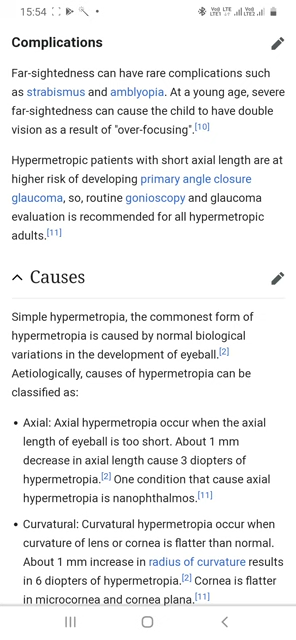 15:54
Vo)) LTE
LTE1
Vo))
LTE2
Complications
Far-sightedness can have rare complications such
as strabismus and amblyopia. At a young age, severe
far-sightedness can cause the child to have double
vision as a result of "over-focusing".[10]
Hypermetropic patients with short axial length are at
higher risk of developing primary angle closure
glaucoma, so, routine gonioscopy and glaucoma
evaluation is recommended for all hypermetropic
adults.[11]
Causes
Simple hypermetropia, the commonest form of
hypermetropia is caused by normal biological
variations in the development of eyeball.[2]
Aetiologically, causes of hypermetropia can be
classified as:
• Axial: Axial hypermetropia occur when the axial
length of eyeball is too short. About 1 mm
decrease in axial length cause 3 diopters of
hypermetropia.[2] One condition that cause axial
hypermetropia is nanophthalmos.[11]
• Curvatural: Curvatural hypermetropia occur when
curvature of lens or cornea is flatter than normal.
About 1 mm increase in radius of curvature results
in 6 diopters of hypermetropia.[2] Cornea is flatter
in microcornea and cornea plana.[11]